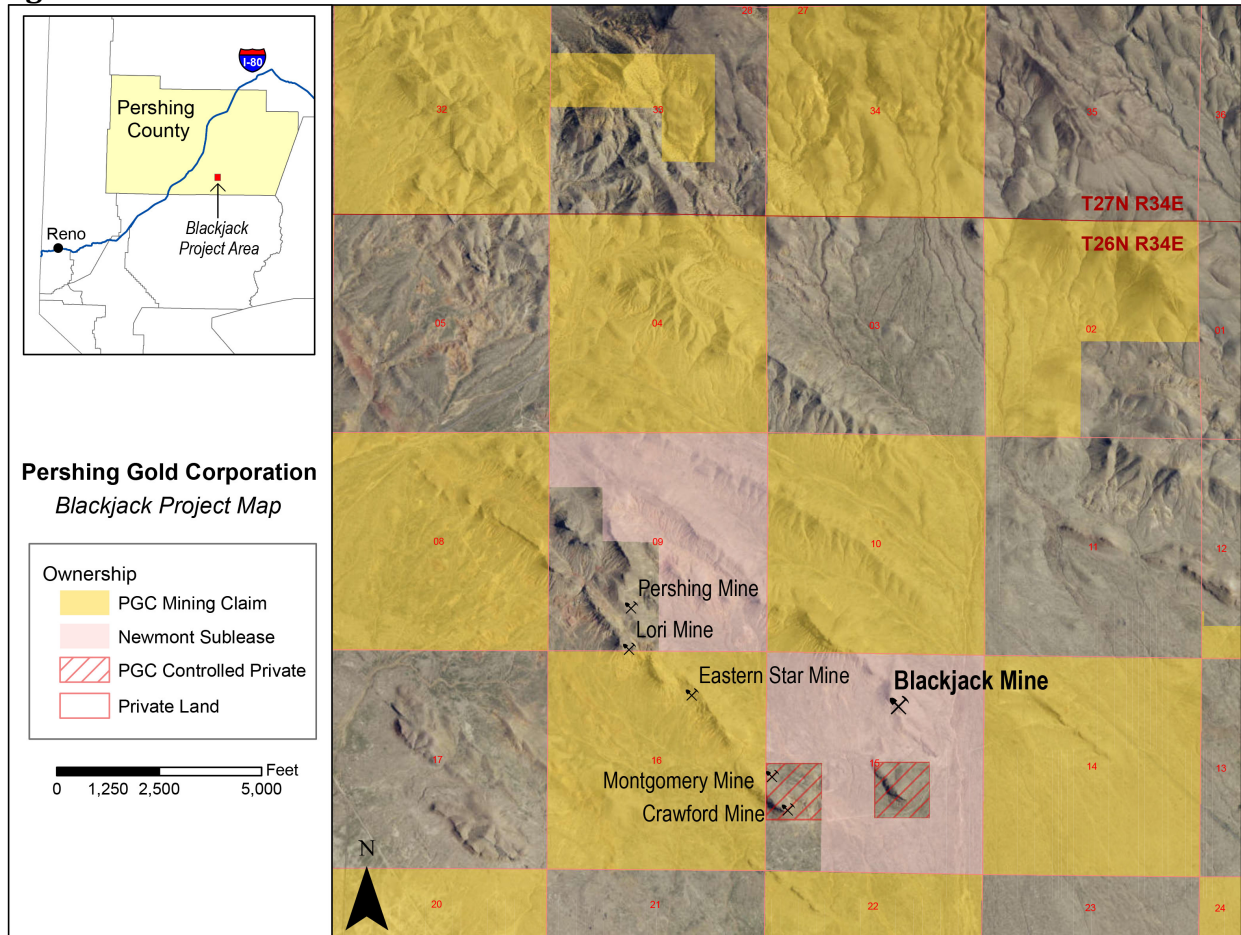 I-80
Pershing
County
Reno
Blackjack
Project Area
Pershing Gold Corporation
Blackjack Project Map
Ownership
PGC Mining Claim
Newmont Sublease
PGC Controlled Private
Private Land
Feet
0 1,250 2,500 5,000
N
28 27
32 33 34 35 36
T27N R34E
T26N R34E
05 04 03 02 01
08 09 10 11 12
Pershing Mine
Lori Mine
Eastern Star Mine
Blackjack Mine
17 16 15 14 13
Montgomery Mine
Crawford Mine
20 21 22 23 24